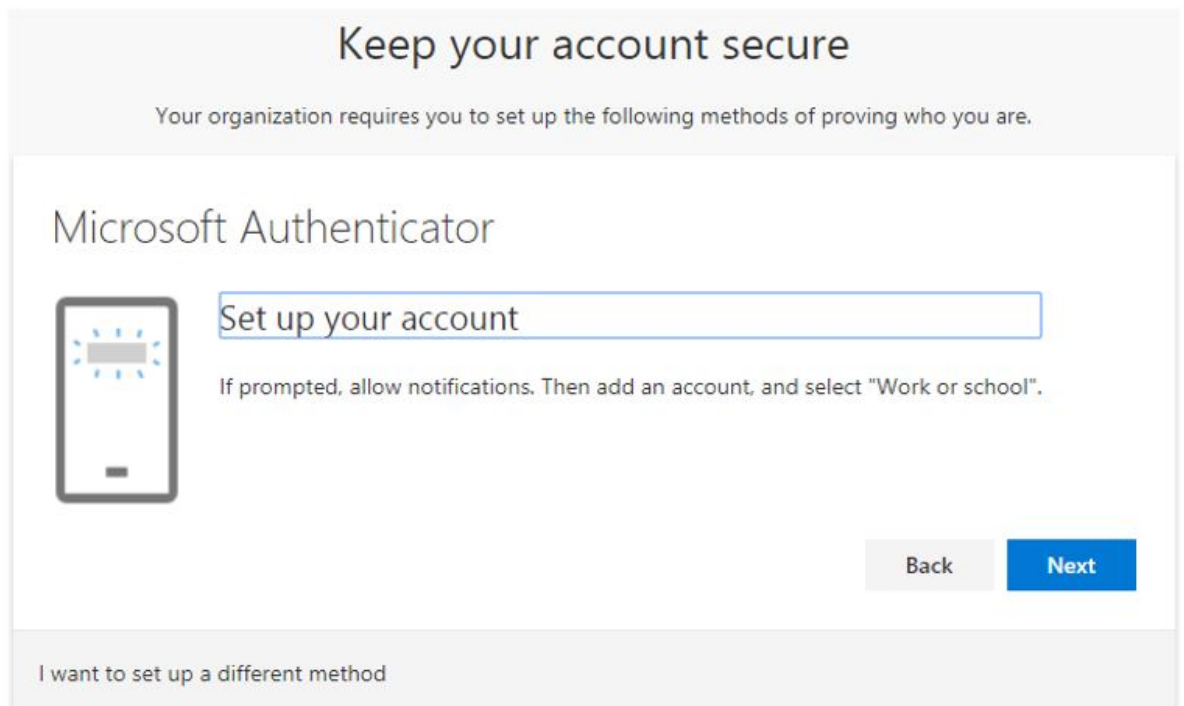 Keep your account secure
Your organization requires you to set up the following methods of proving who you are.
Microsoft Authenticator
Set up your account
If prompted, allow notifications. Then add an account, and select "Work or school".
Back
Next
I want to set up a different method